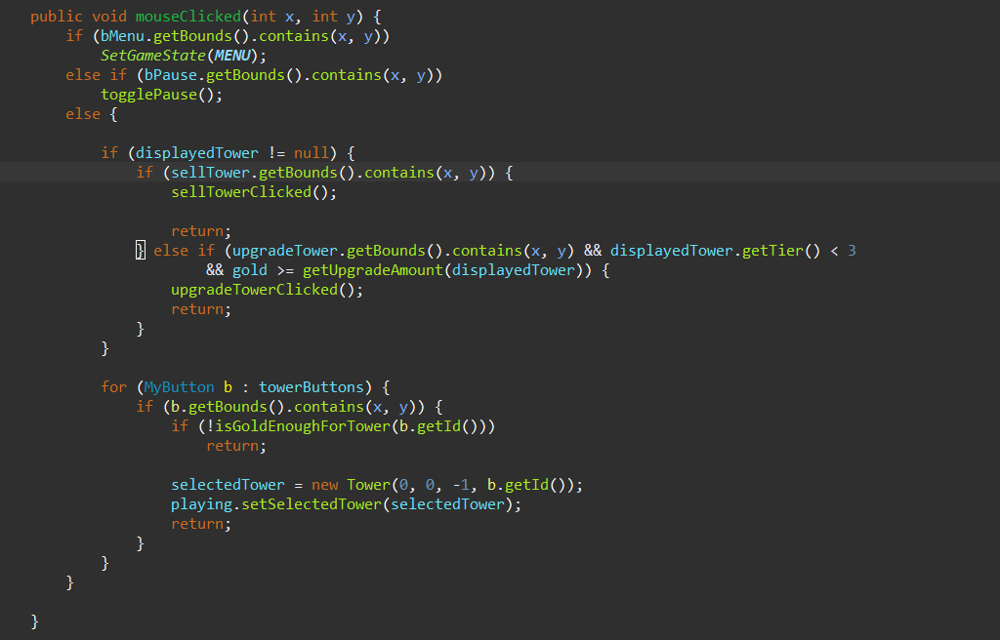 public void mouseClicked(int x, int y) {
    if (bMenu.getBounds().contains(x, y))
        SetGameState(MENU);
    else if (bPause.getBounds().contains(x, y))
        togglePause();
    else {

        if (displayedTower != null) {
            if (sellTower.getBounds().contains(x, y)) {
                sellTowerClicked();

                return;
            } else if (upgradeTower.getBounds().contains(x, y) && displayedTower.getTier() < 3
                    && gold >= getUpgradeAmount(displayedTower)) {
                upgradeTowerClicked();
                return;
            }
        }

        for (MyButton b : towerButtons) {
            if (b.getBounds().contains(x, y)) {
                if (!isGoldEnoughForTower(b.getId()))
                    return;

                selectedTower = new Tower(0, 0, -1, b.getId());
                playing.setSelectedTower(selectedTower);
                return;
            }
        }
    }

}